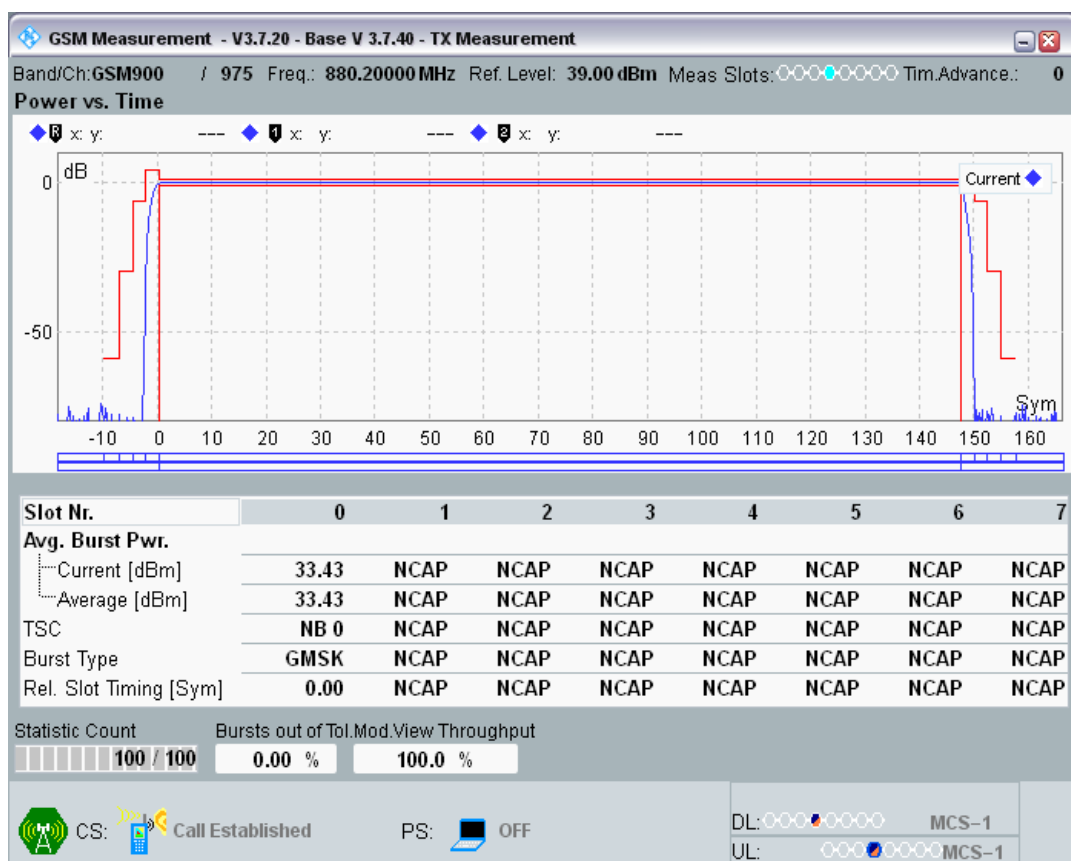 GSM Measurement - V3.7.20 - Base V 3.7.40 - TX Measurement
Band/Ch:GSM900 / 975 Freq.: 880.20000 MHz Ref. Level: 39.00 dBm Meas Slots: Tim.Advance.: 0
Power vs. Time
R x: y: --- 1 x: y: --- 2 x: y: ---
dB
Current
0
-50
Sym
-10 0 10 20 30 40 50 60 70 80 90 100 110 120 130 140 150 160
Slot Nr. 0 1 2 3 4 5 6 7
Avg. Burst Pwr.
Current [dBm] 33.43 NCAP NCAP NCAP NCAP NCAP NCAP NCAP
Average [dBm] 33.43 NCAP NCAP NCAP NCAP NCAP NCAP NCAP
TSC NB 0 NCAP NCAP NCAP NCAP NCAP NCAP NCAP
Burst Type GMSK NCAP NCAP NCAP NCAP NCAP NCAP NCAP
Rel. Slot Timing [Sym] 0.00 NCAP NCAP NCAP NCAP NCAP NCAP NCAP
Statistic Count Bursts out of Tol. Mod.View Throughput
100 / 100 0.00 % 100.0 %
CS: Call Established PS: OFF
DL: MCS-1
UL: MCS-1